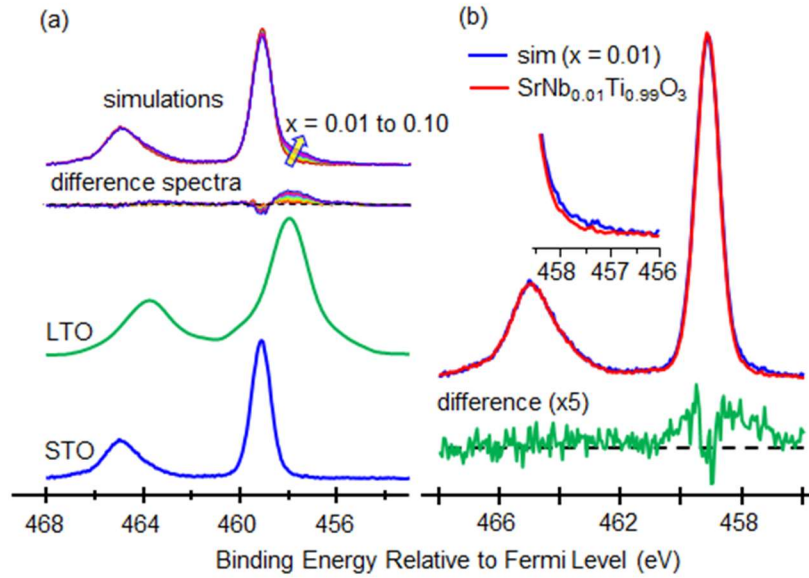 (a)
simulations
x = 0.01 to 0.10
difference spectra
LTO
STO
468 464 460 456
(b)
sim (x = 0.01)
SrNb0.01Ti0.99O3
458 457 456
difference (x5)
466 462 458
Binding Energy Relative to Fermi Level (eV)